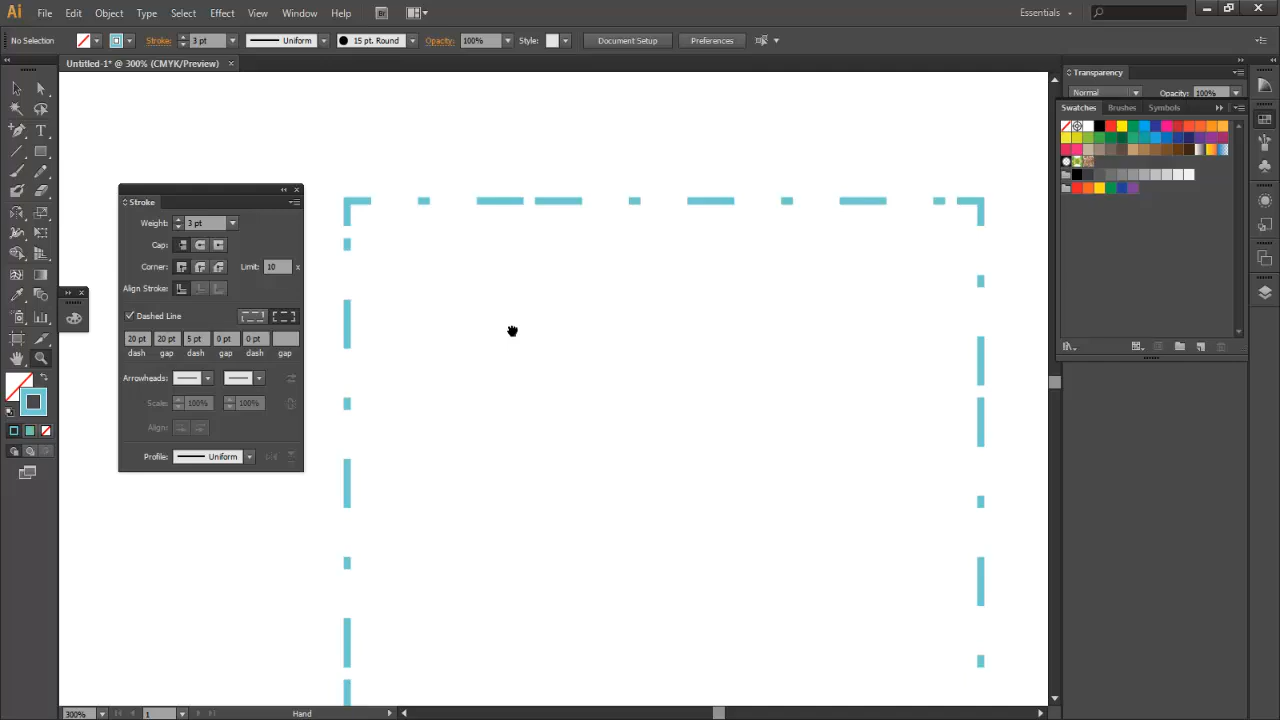 Ai File Edit Object Type Select Effect View Window Help Br Essentials
No Selection Stroke: 3 pt Uniform 15 pt. Round Opacity: 100% Style: Document Setup Preferences
Untitled-1* @ 300% (CMYK/Preview)
Transparency
Normal Opacity: 100%
Swatches Brushes Symbols
Stroke
Weight: 3 pt
Cap:
Corner: Limit: 10 x
Align Stroke:
Dashed Line
20 pt 20 pt 5 pt 0 pt 0 pt
dash gap dash gap dash gap
Arrowheads:
Scale: 100% 100%
Align:
Profile: Uniform
300% 1 Hand